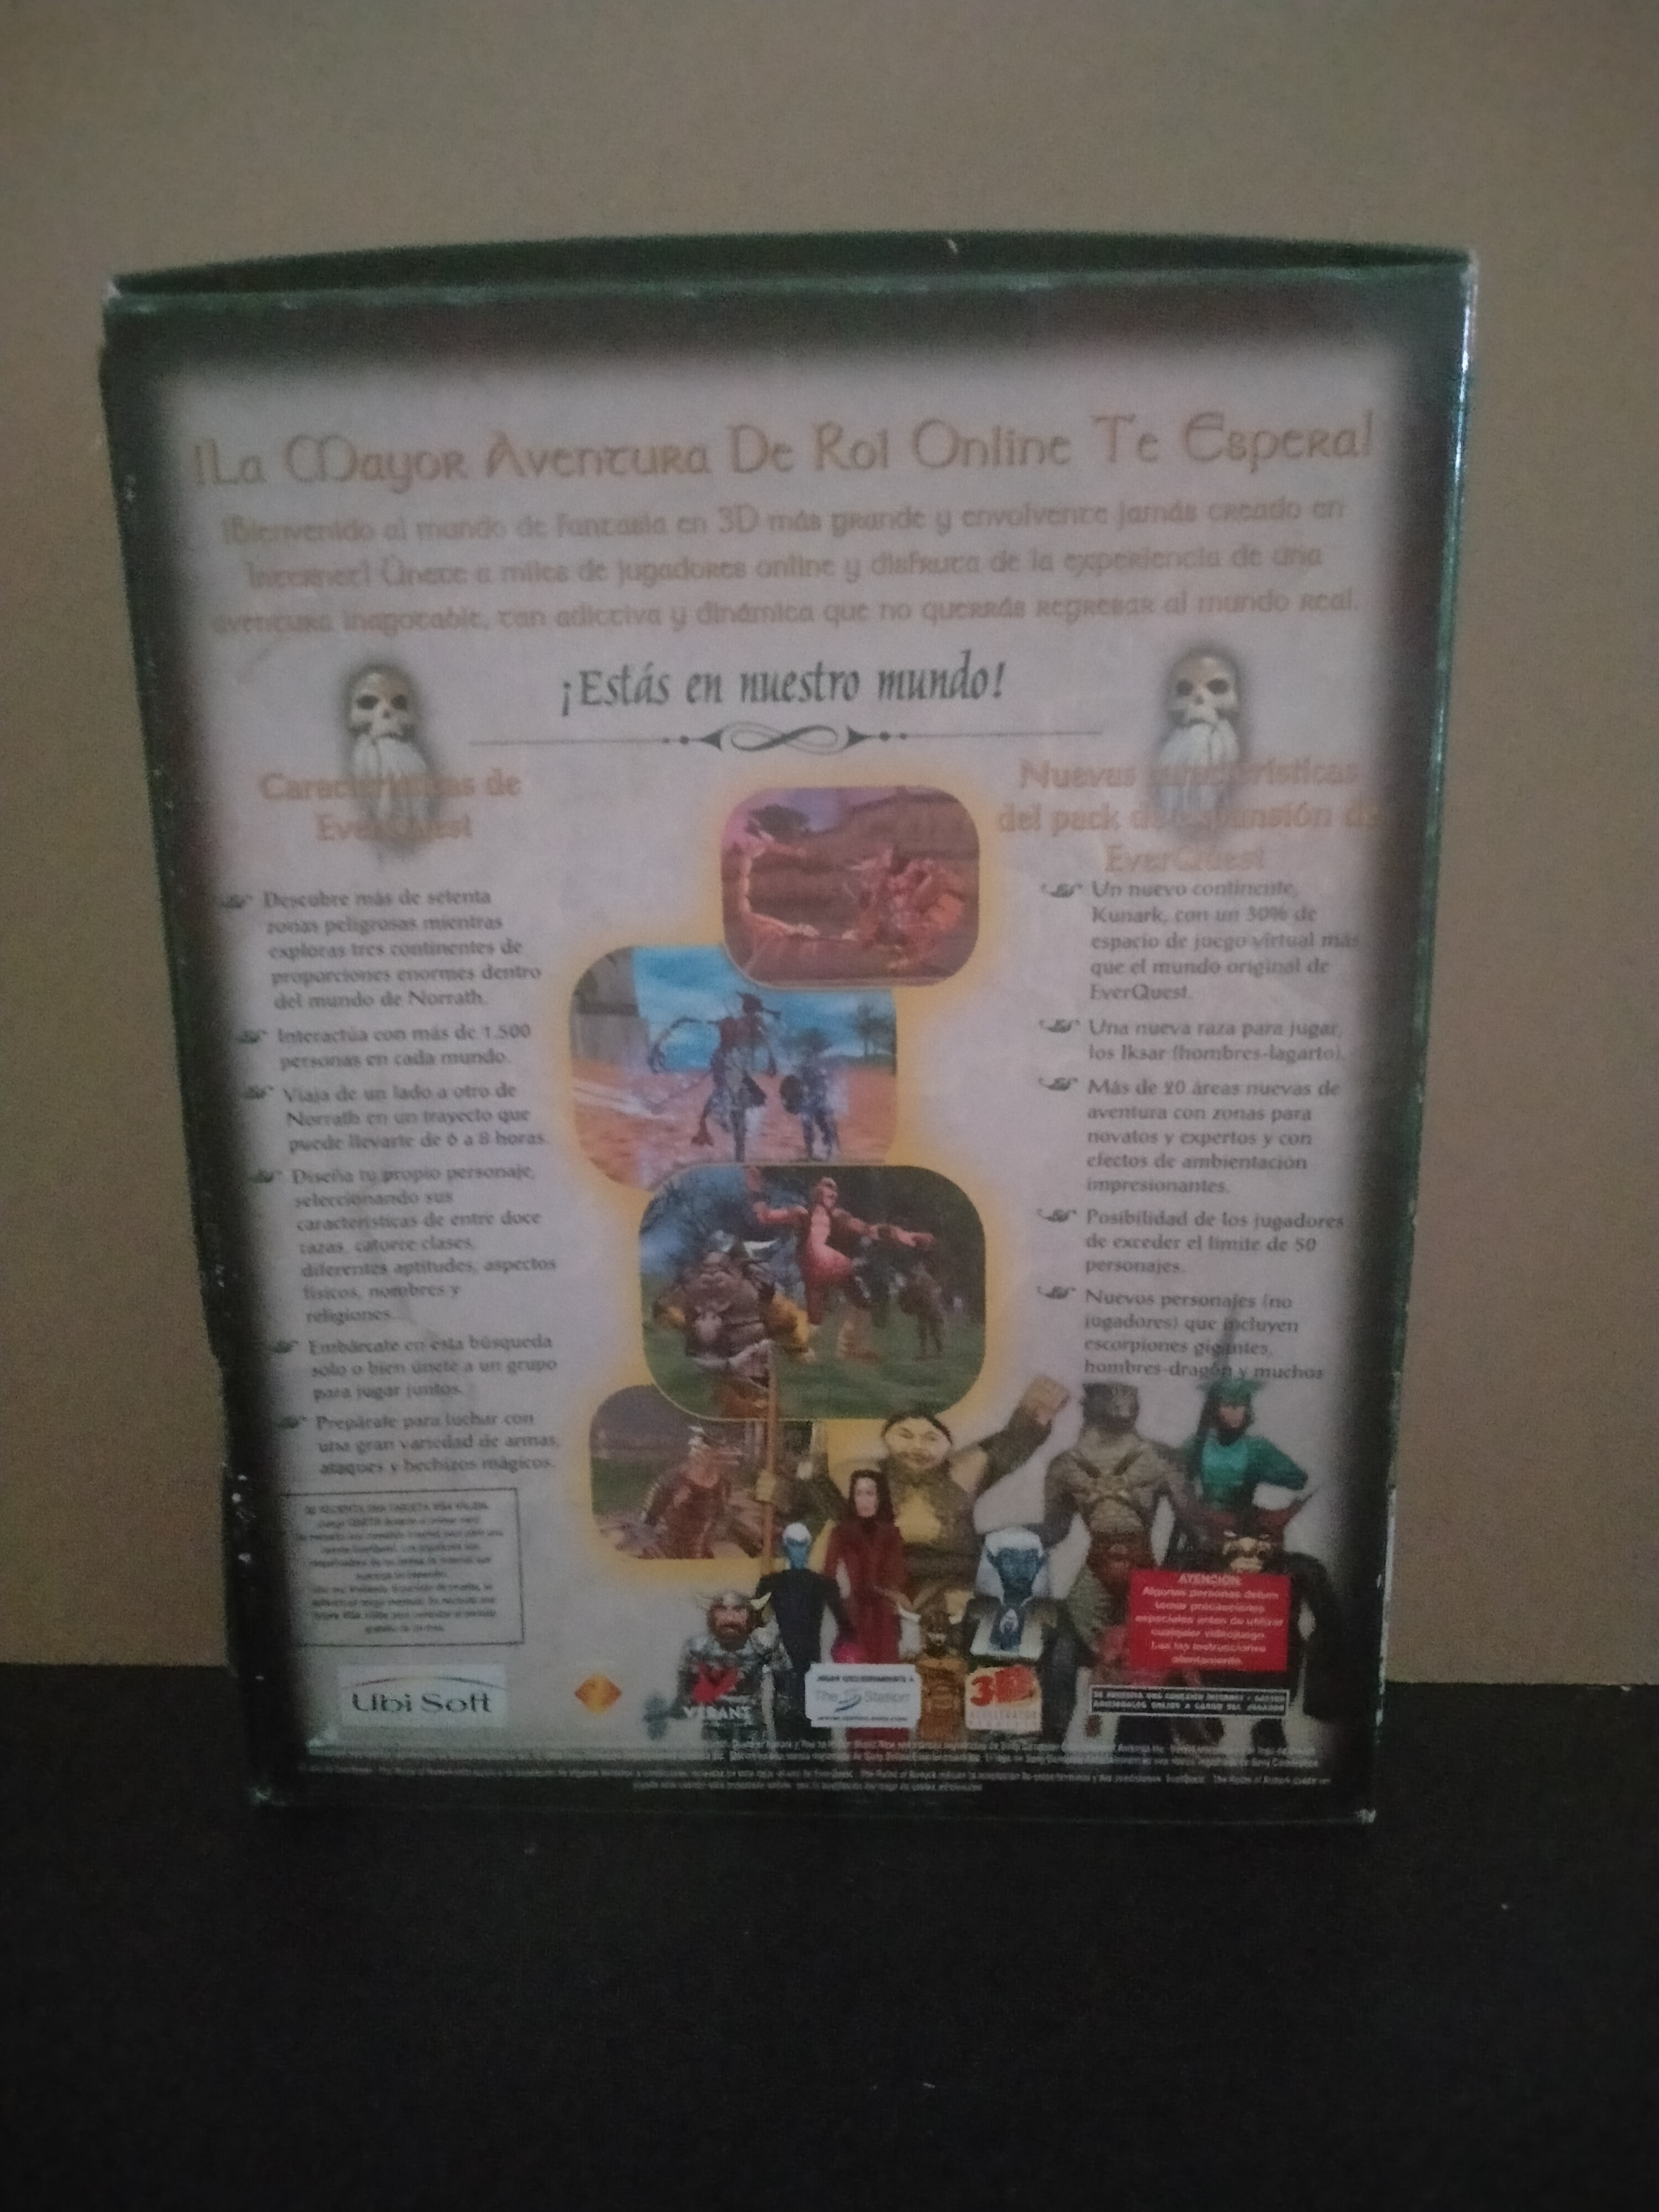 ¡La Mayor Aventura De Rol Online Te Espera!
¡Bienvenido al mundo de fantasía en 3D más grande y envolvente jamás creado en
Internet! Únete a miles de jugadores online y disfruta de la experiencia de una
aventura inagotable, tan adictiva y dinámica que no querrás regresar al mundo real.
¡Estás en nuestro mundo!
Características de
EverQuest
Descubre más de setenta
zonas peligrosas mientras
exploras tres continentes de
proporciones enormes dentro
del mundo de Norrath.
Interactúa con más de 1.500
personas en cada mundo.
Viaja de un lado a otro de
Norrath en un trayecto que
puede llevarte de 6 a 8 horas.
Diseña tu propio personaje,
seleccionando sus
características de entre doce
razas, catorce clases,
diferentes aptitudes, aspectos
físicos, nombres y
religiones.
Embárcate en esta búsqueda
solo o bien únete a un grupo
para jugar juntos.
Prepárate para luchar con
una gran variedad de armas,
ataques y hechizos mágicos.
Nuevas características
del pack de expansión de
EverQuest
Un nuevo continente,
Kunark, con un 30% de
espacio de juego virtual más
que el mundo original de
EverQuest.
Una nueva raza para jugar,
los Iksar (hombres-lagarto).
Más de 20 áreas nuevas de
aventura con zonas para
novatos y expertos y con
efectos de ambientación
impresionantes.
Posibilidad de los jugadores
de exceder el límite de 50
personajes.
Nuevos personajes (no
jugadores) que incluyen
escorpiones gigantes,
hombres-dragón y muchos
ATENCIÓN:
Algunas personas deben
tomar precauciones
especiales antes de utilizar
cualquier videojuego.
Lea las instrucciones
atentamente.
Ubi Soft
VERANT
The Station
3D